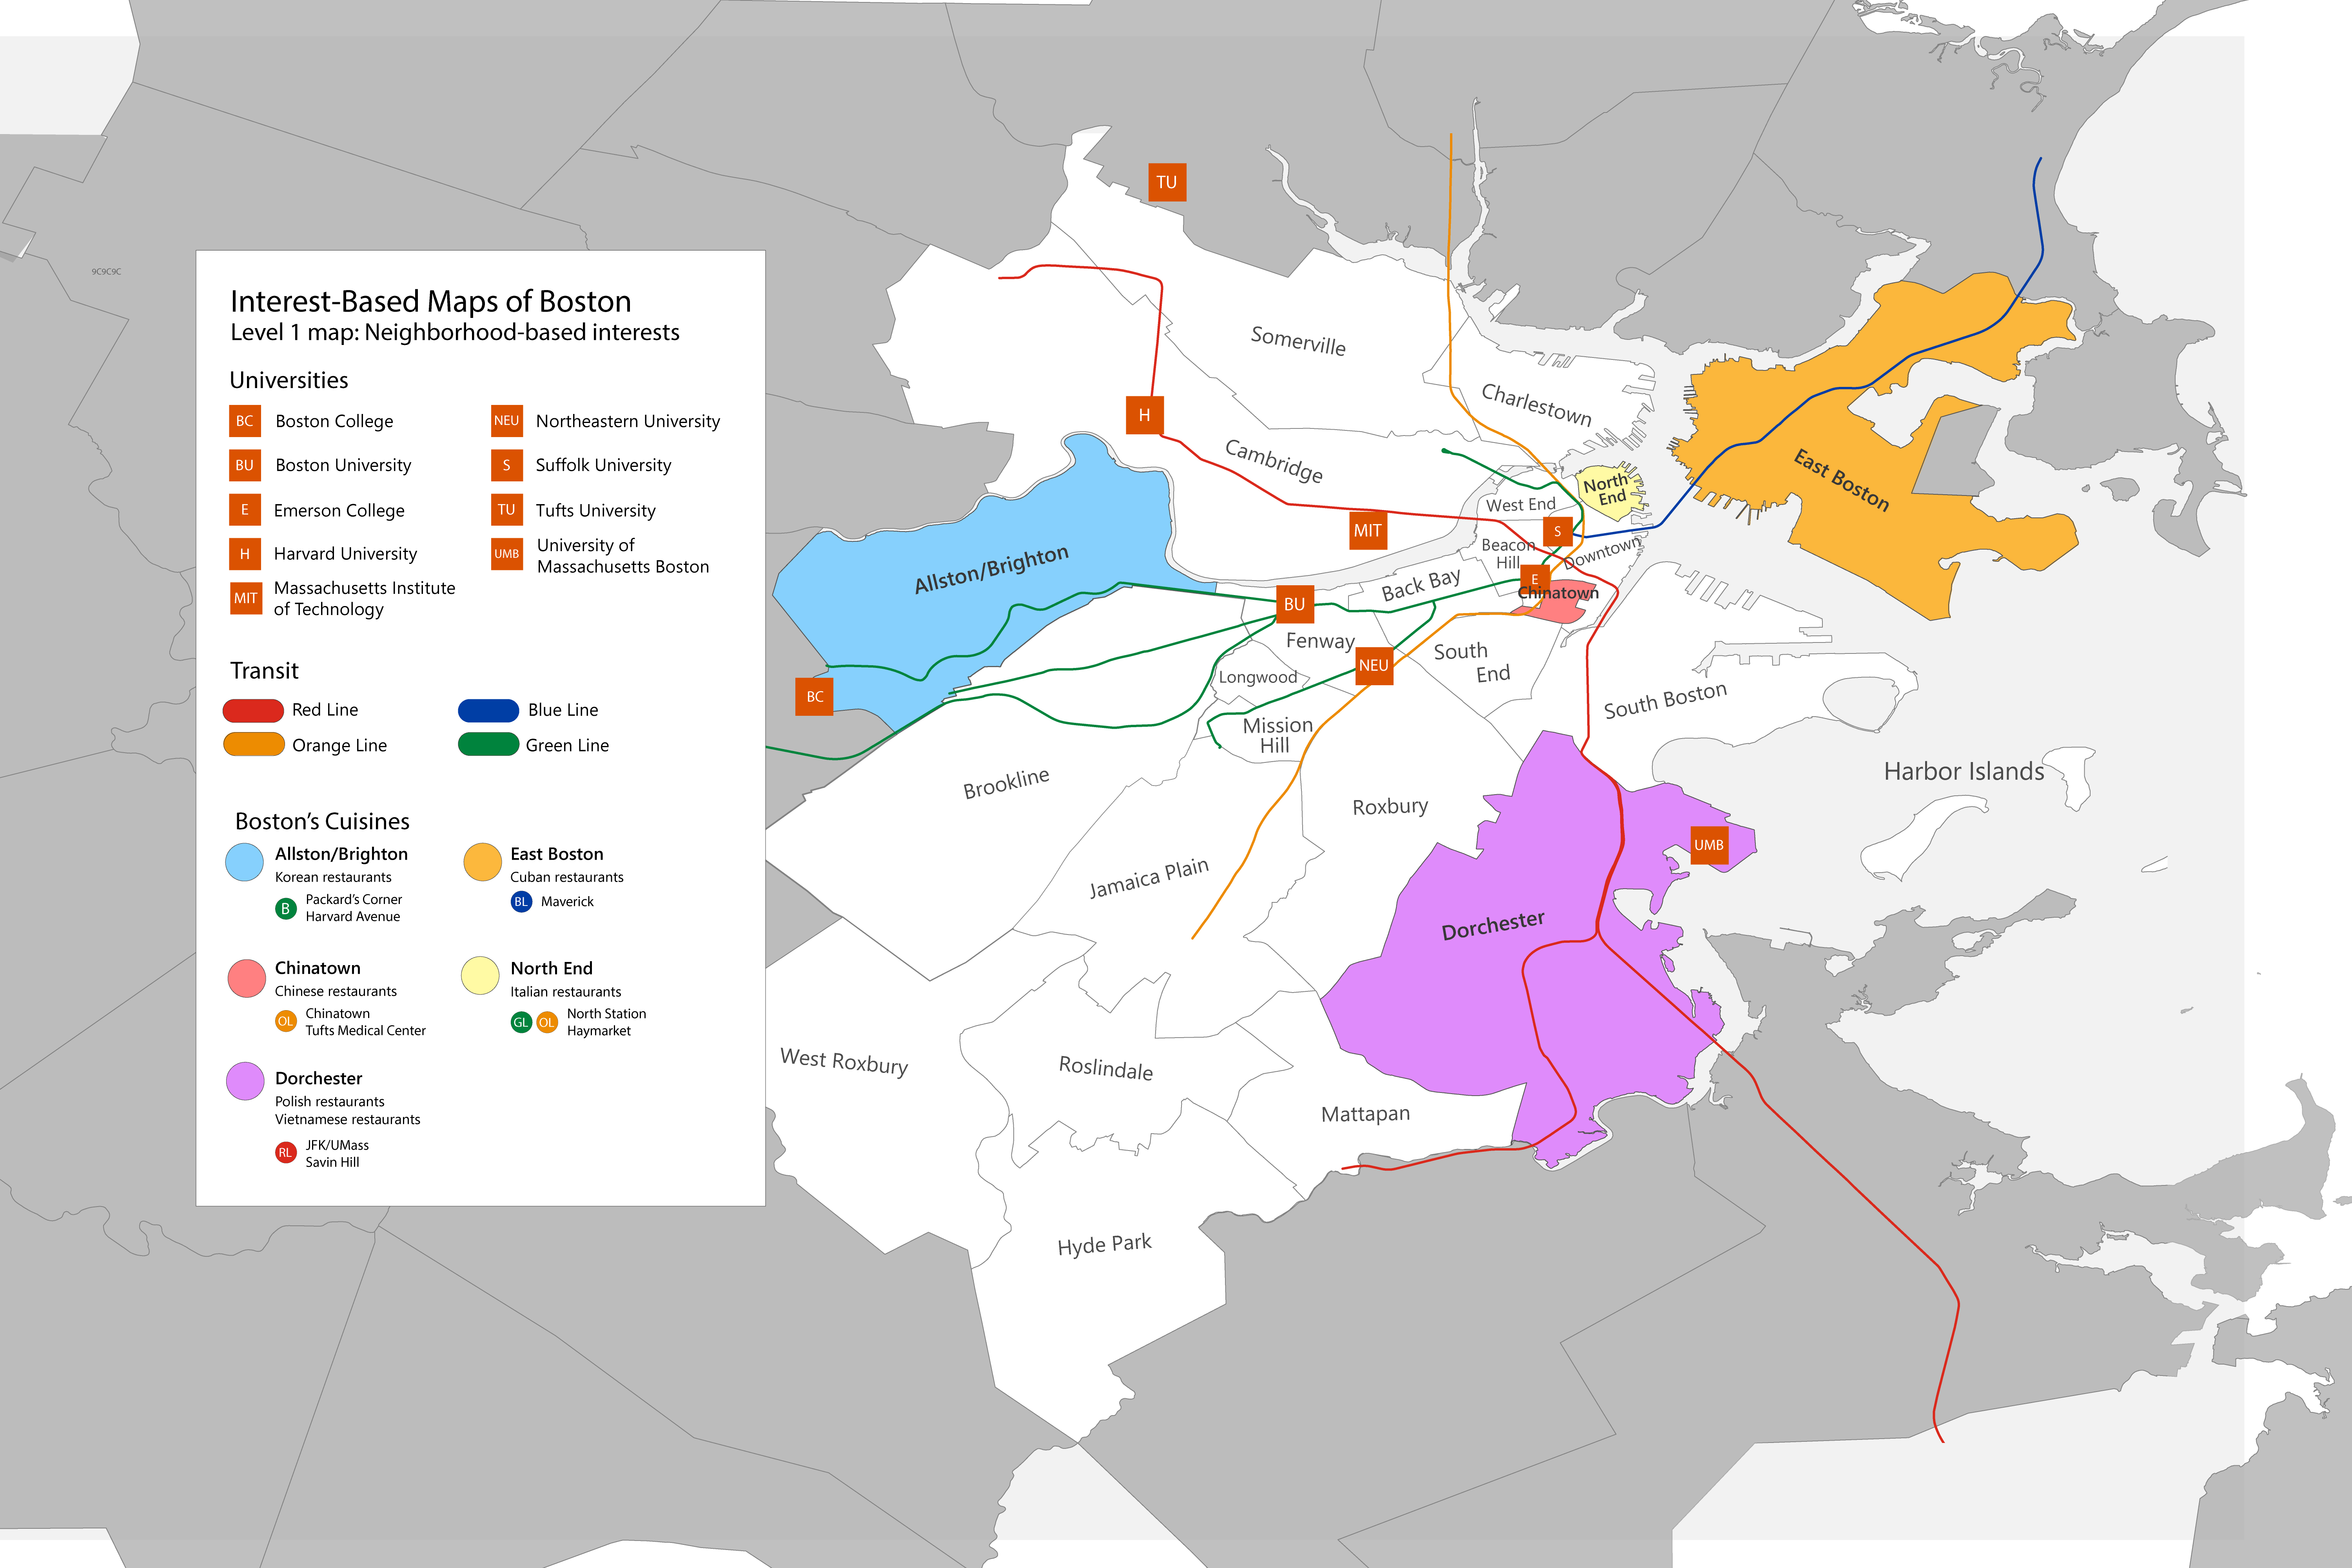 9C9C9C
Interest-Based Maps of Boston
Level 1 map: Neighborhood-based interests
Universities
BC Boston College
BU Boston University
E Emerson College
H Harvard University
MIT Massachusetts Institute
of Technology
NEU Northeastern University
S Suffolk University
TU Tufts University
UMB University of
Massachusetts Boston
Transit
Red Line
Orange Line
Blue Line
Green Line
Boston's Cuisines
Allston/Brighton
Korean restaurants
B Packard's Corner
Harvard Avenue
East Boston
Cuban restaurants
BL Maverick
Chinatown
Chinese restaurants
OL Chinatown
Tufts Medical Center
North End
Italian restaurants
GL OL North Station
Haymarket
Dorchester
Polish restaurants
Vietnamese restaurants
RL JFK/UMass
Savin Hill
TU
Somerville
H
Charlestown
Cambridge
East Boston
North
End
West End
MIT
S
Beacon
Hill
Downtown
Allston/Brighton
Back Bay
E
Chinatown
BU
Fenway
South
End
NEU
Longwood
BC
South Boston
Mission
Hill
Brookline
Harbor Islands
Roxbury
UMB
Jamaica Plain
Dorchester
West Roxbury
Roslindale
Mattapan
Hyde Park